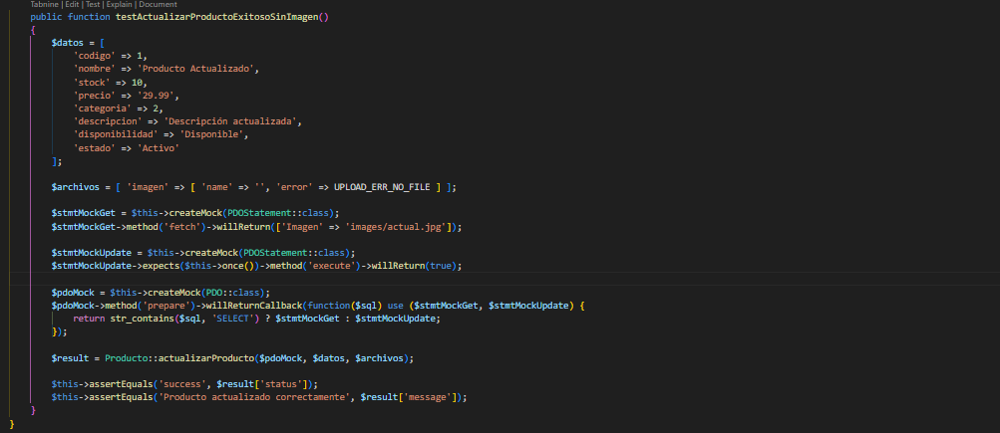 Tabnine | Edit | Test | Explain | Document
public function testActualizarProductoExitosoSinImagen()
{
    $datos = [
        'codigo' => 1,
        'nombre' => 'Producto Actualizado',
        'stock' => 10,
        'precio' => '29.99',
        'categoria' => 2,
        'descripcion' => 'Descripción actualizada',
        'disponibilidad' => 'Disponible',
        'estado' => 'Activo'
    ];

    $archivos = [ 'imagen' => [ 'name' => '', 'error' => UPLOAD_ERR_NO_FILE ] ];

    $stmtMockGet = $this->createMock(PDOStatement::class);
    $stmtMockGet->method('fetch')->willReturn(['Imagen' => 'images/actual.jpg']);

    $stmtMockUpdate = $this->createMock(PDOStatement::class);
    $stmtMockUpdate->expects($this->once())->method('execute')->willReturn(true);

    $pdoMock = $this->createMock(PDO::class);
    $pdoMock->method('prepare')->willReturnCallback(function($sql) use ($stmtMockGet, $stmtMockUpdate) {
        return str_contains($sql, 'SELECT') ? $stmtMockGet : $stmtMockUpdate;
    });

    $result = Producto::actualizarProducto($pdoMock, $datos, $archivos);

    $this->assertEquals('success', $result['status']);
    $this->assertEquals('Producto actualizado correctamente', $result['message']);
}
}